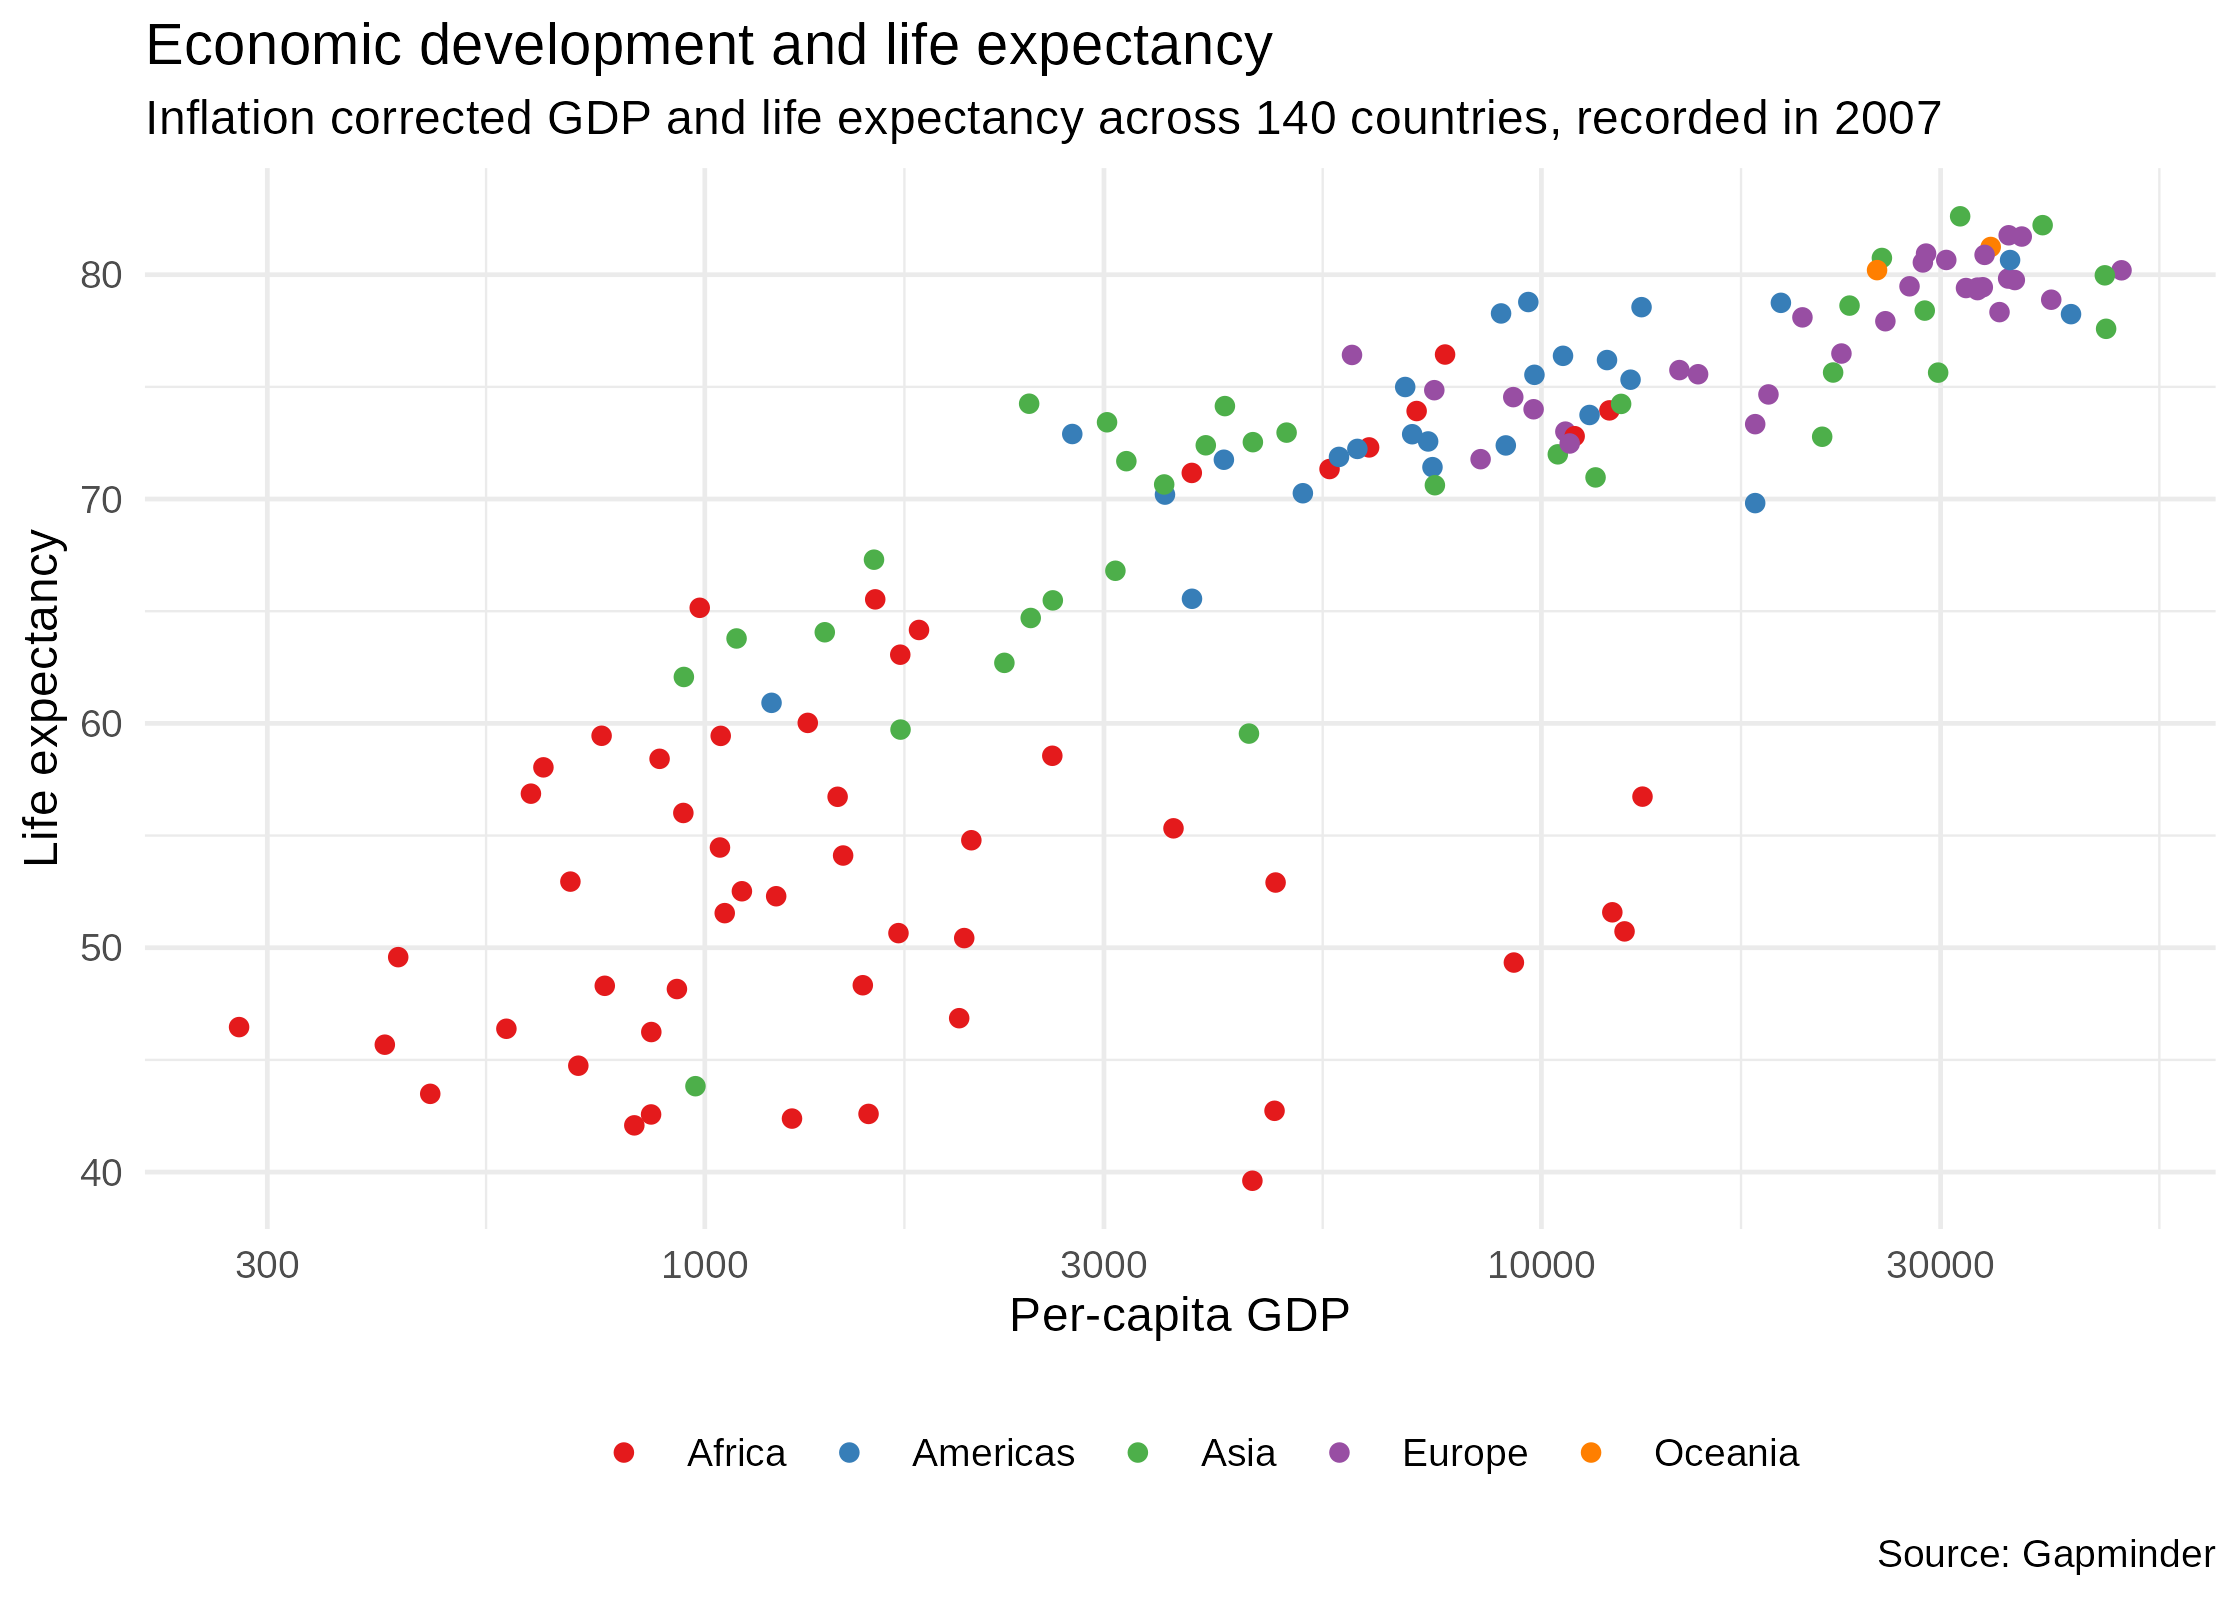 Economic development and life expectancy
Inflation corrected GDP and life expectancy across 140 countries, recorded in 2007
Life expectancy
80
70
60
50
40
300 1000 3000 10000 30000
Per-capita GDP
Africa Americas Asia Europe Oceania
Source: Gapminder